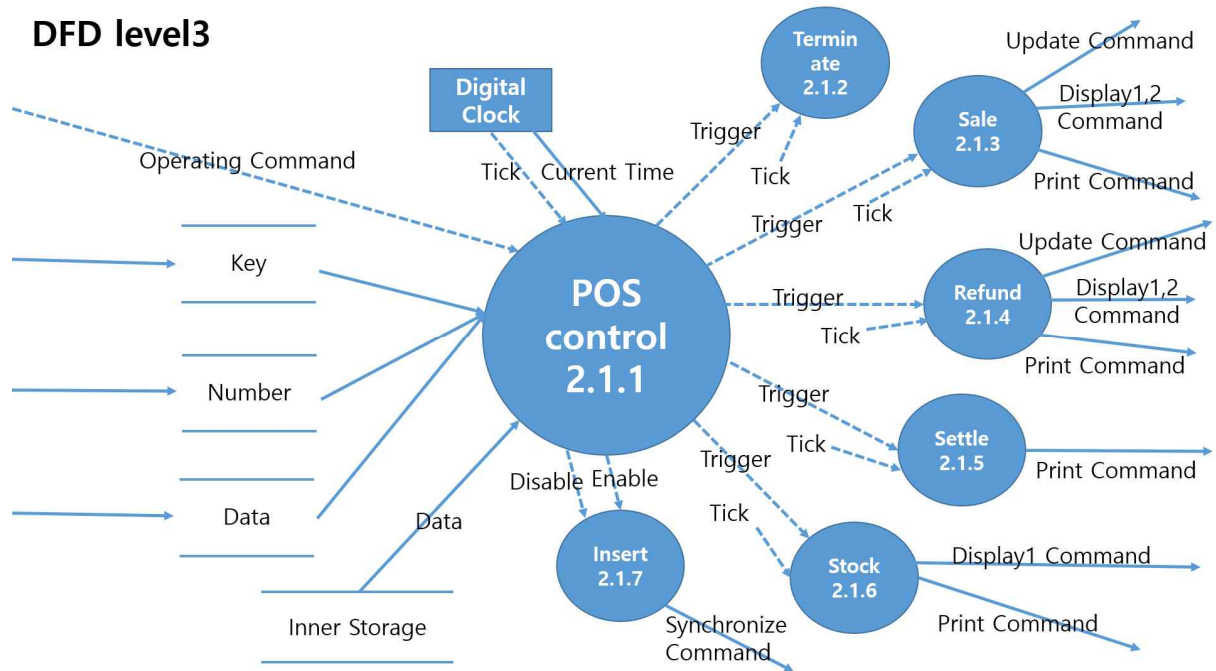 DFD level3
Digital
Clock
Termin
ate
2.1.2
Update Command
Display1,2
Command
Sale
2.1.3
Print Command
Trigger
Tick
Operating Command
Tick
Current Time
Trigger
Tick
Key
POS
control
2.1.1
Update Command
Trigger
Refund
2.1.4
Display1,2
Command
Tick
Print Command
Number
Trigger
Tick
Settle
2.1.5
Print Command
Trigger
Disable
Enable
Data
Data
Tick
Insert
2.1.7
Stock
2.1.6
Display1 Command
Print Command
Inner Storage
Synchronize
Command